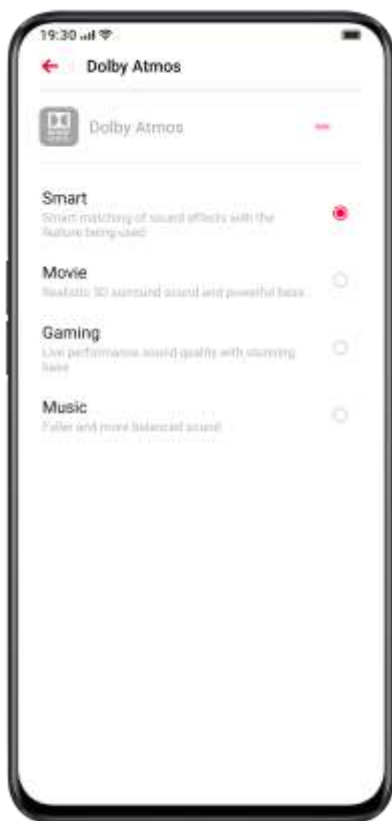 19:30
Dolby Atmos
Dolby Atmos
Smart
Smart matching of sound effects with the
feature being used
Movie
Realistic 3D surround sound and powerful bass
Gaming
Live performance sound quality with stunning
bass
Music
Fuller and more balanced sound